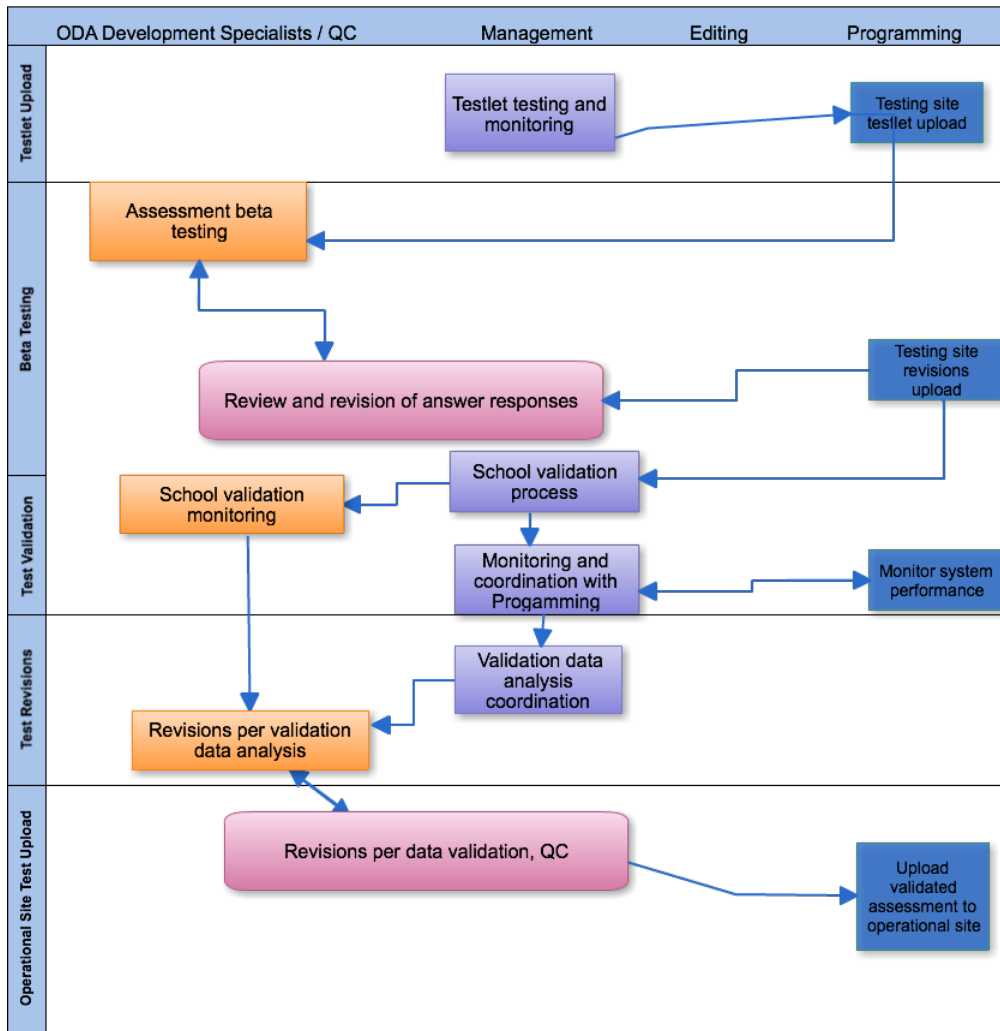 ODA Development Specialists / QC
Management
Editing
Programming
Testlet Upload
Testlet testing and
monitoring
Testing site
testlet upload
Beta Testing
Assessment beta
testing
Review and revision of answer responses
Testing site
revisions
upload
Test Validation
School validation
monitoring
School validation
process
Monitoring and
coordination with
Progamming
Monitor system
performance
Test Revisions
Validation data
analysis
coordination
Revisions per validation
data analysis
Operational Site Test Upload
Revisions per data validation, QC
Upload
validated
assessment to
operational site